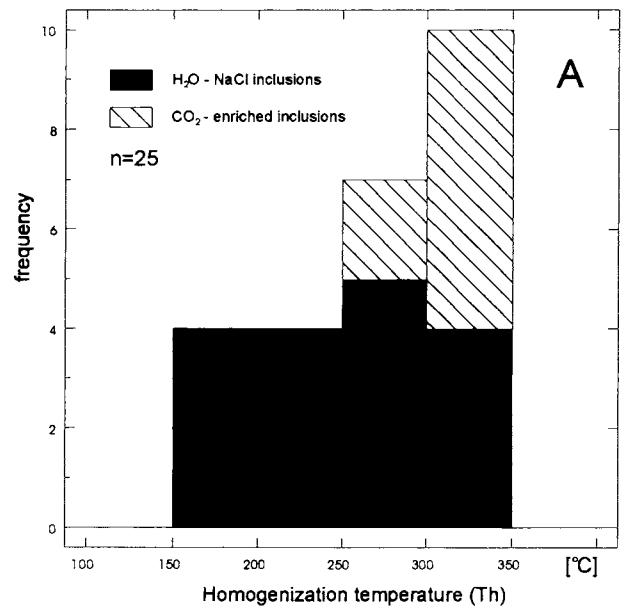 10
8
6
4
2
0
frequency
H₂O - NaCl inclusions
CO₂ - enriched inclusions
n=25
A
100 150 200 250 300 350 [°C]
Homogenization temperature (Th)